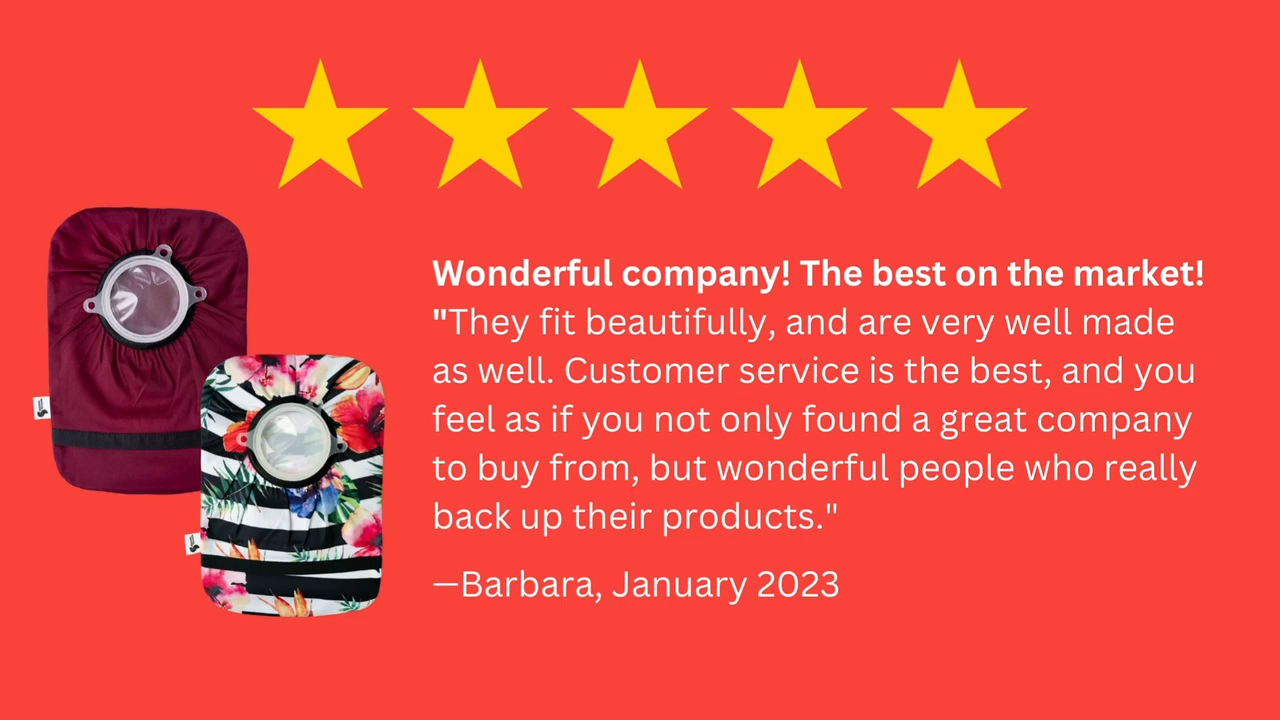 Wonderful company! The best on the market!
"They fit beautifully, and are very well made
as well. Customer service is the best, and you
feel as if you not only found a great company
to buy from, but wonderful people who really
back up their products."
—Barbara, January 2023